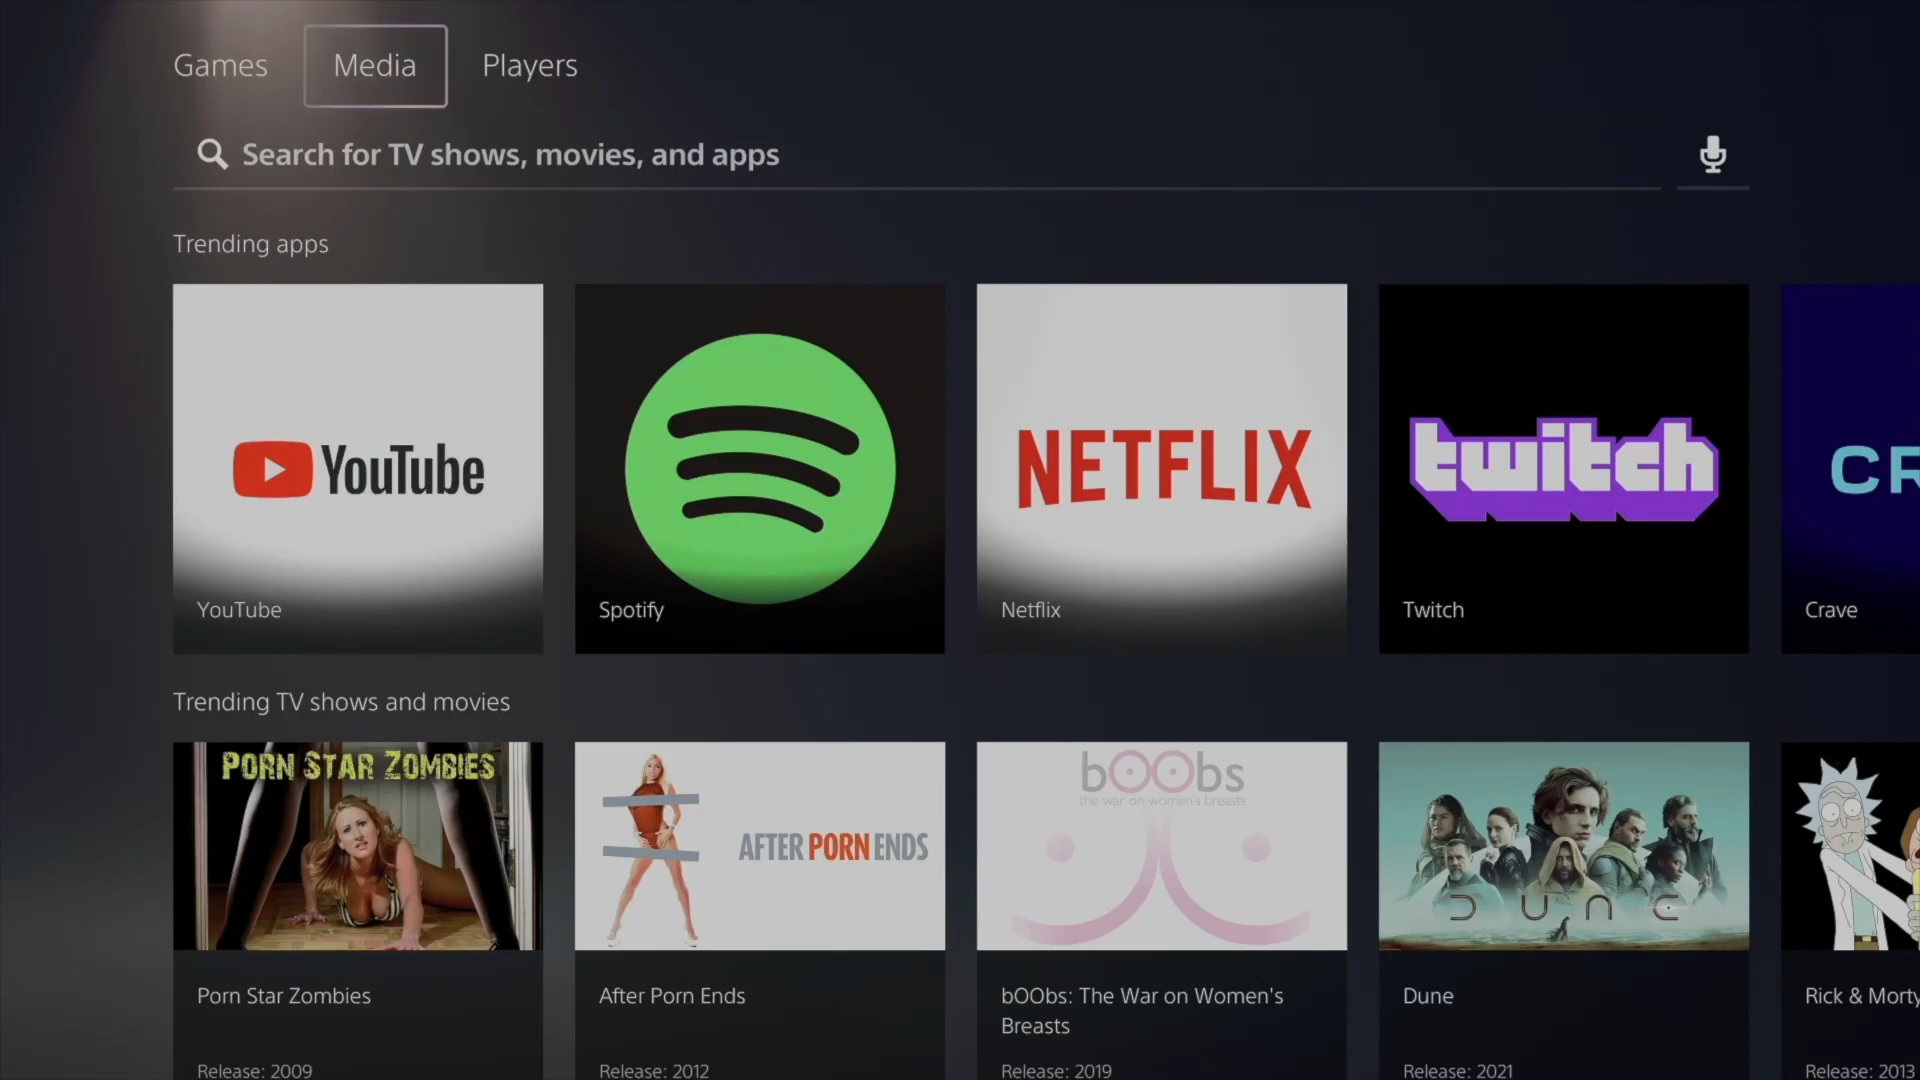 Games Media Players
Search for TV shows, movies, and apps
Trending apps
YouTube
NETFLIX
twitch
CR
YouTube
Spotify
Netflix
Twitch
Crave
Trending TV shows and movies
PORN STAR ZOMBIES
AFTER PORN ENDS
bOObs
the war on women's breasts
DUNE
Porn Star Zombies
After Porn Ends
bOObs: The War on Women's
Breasts
Dune
Rick & Morty
Release: 2009
Release: 2012
Release: 2019
Release: 2021
Release: 2013